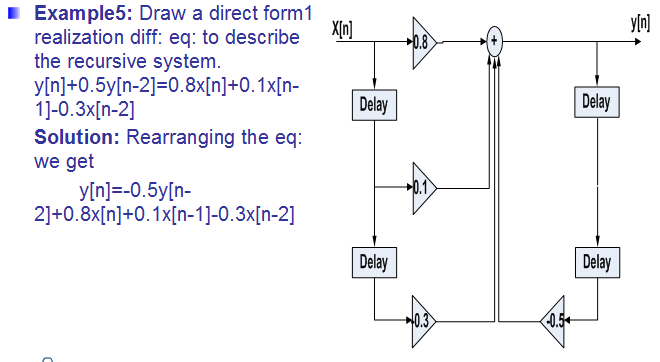 Example5: Draw a direct form1
realization diff: eq: to describe
the recursive system.
y[n]+0.5y[n-2]=0.8x[n]+0.1x[n-
1]-0.3x[n-2]
Solution: Rearranging the eq:
we get
y[n]=-0.5y[n-
2]+0.8x[n]+0.1x[n-1]-0.3x[n-2]
X[n]
0.8
+
y[n]
Delay
Delay
0.1
Delay
Delay
-0.3
-0.5